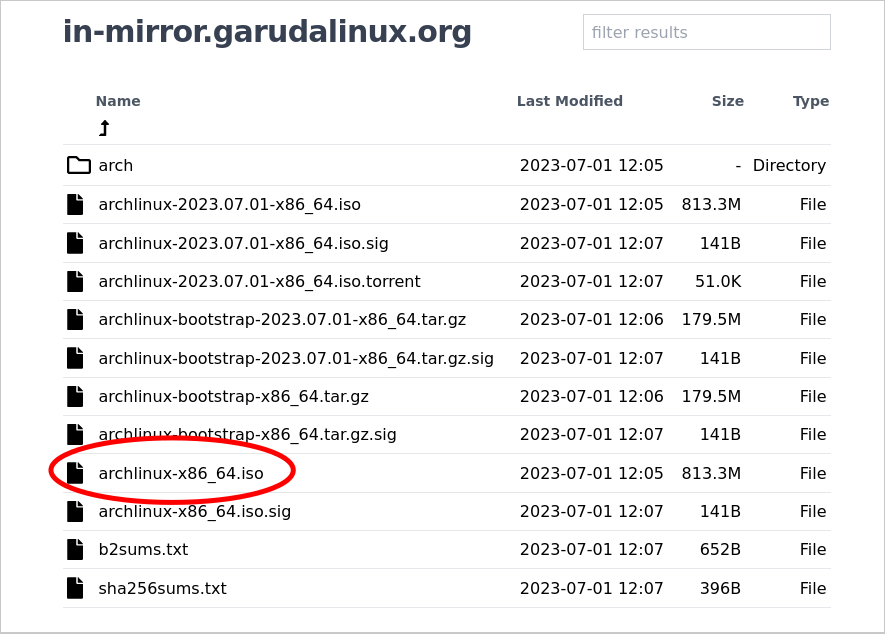 in-mirror.garudalinux.org filter results
Name Last Modified Size Type
arch 2023-07-01 12:05 - Directory
archlinux-2023.07.01-x86_64.iso 2023-07-01 12:05 813.3M File
archlinux-2023.07.01-x86_64.iso.sig 2023-07-01 12:07 141B File
archlinux-2023.07.01-x86_64.iso.torrent 2023-07-01 12:07 51.0K File
archlinux-bootstrap-2023.07.01-x86_64.tar.gz 2023-07-01 12:06 179.5M File
archlinux-bootstrap-2023.07.01-x86_64.tar.gz.sig 2023-07-01 12:07 141B File
archlinux-bootstrap-x86_64.tar.gz 2023-07-01 12:06 179.5M File
archlinux-bootstrap-x86_64.tar.gz.sig 2023-07-01 12:07 141B File
archlinux-x86_64.iso 2023-07-01 12:05 813.3M File
archlinux-x86_64.iso.sig 2023-07-01 12:07 141B File
b2sums.txt 2023-07-01 12:07 652B File
sha256sums.txt 2023-07-01 12:07 396B File